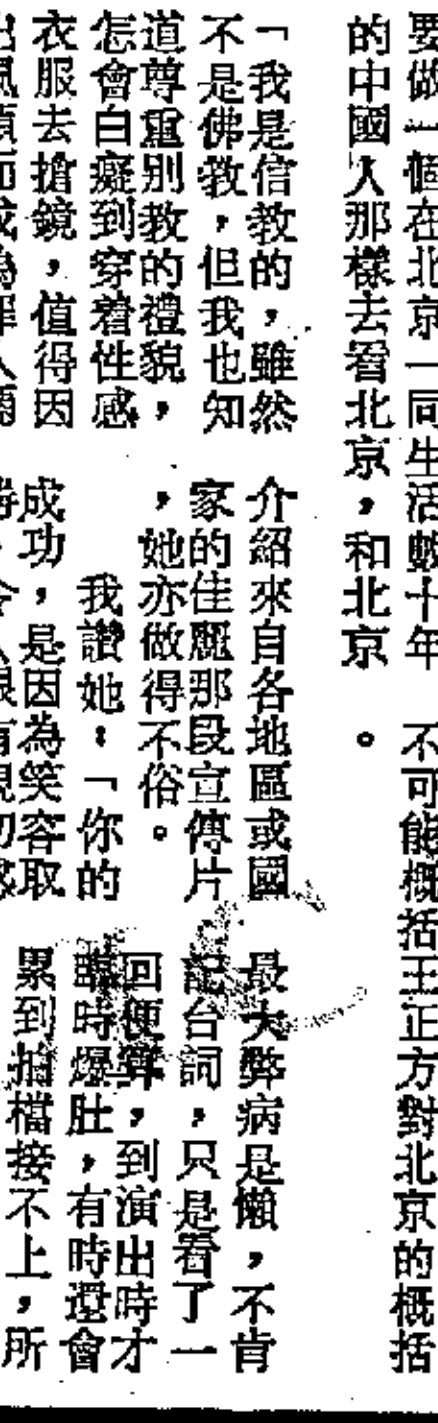 要做一個在北京一同生活數十年
的中國人那樣去看北京，和北京
不可能概括王正方對北京的概括
。
「我是信教的，雖然
不是佛教，但我也知
道尊重別教的禮貌，
怎會白癡到穿着性感
衣服去搶鏡，值得因
介紹來自各地區或國
家的佳麗那段宣傳片
，她亦做得不俗。
我讚她：「你的
成功，是因為笑容取
最大弊病是懶，不肯
記台詞，只是看了一
回便算，到演出時才
臨時爆肚，有時還會
累到拍檔接不上，所